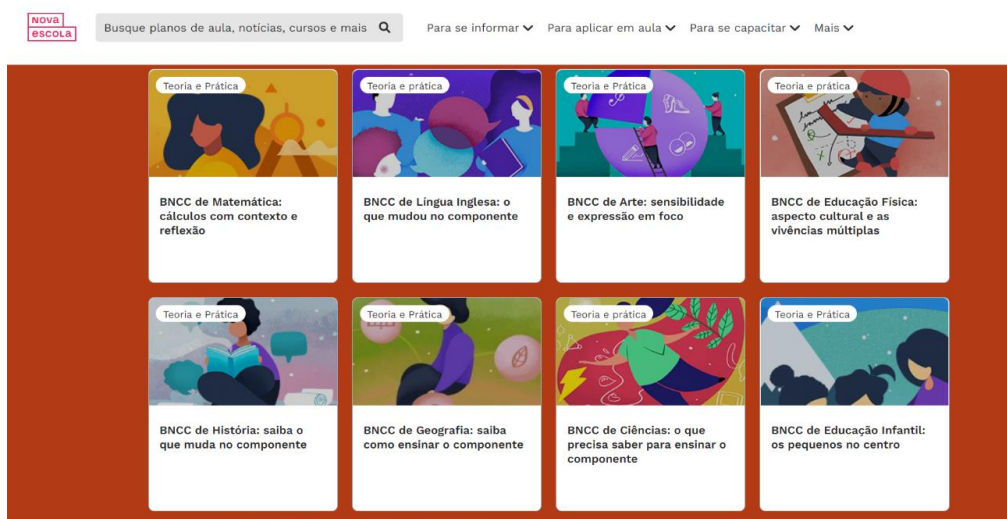 NOVA
ESCOLA
Busque planos de aula, notícias, cursos e mais
Para se informar
Para aplicar em aula
Para se capacitar
Mais
Teoria e Prática
BNCC de Matemática:
cálculos com contexto e
reflexão
Teoria e prática
BNCC de Língua Inglesa: o
que mudou no componente
Teoria e Prática
BNCC de Arte: sensibilidade
e expressão em foco
Teoria e prática
BNCC de Educação Física:
aspecto cultural e as
vivências múltiplas
Teoria e Prática
BNCC de História: saiba o
que muda no componente
Teoria e Prática
BNCC de Geografia: saiba
como ensinar o componente
Teoria e prática
BNCC de Ciências: o que
precisa saber para ensinar o
componente
Teoria e Prática
BNCC de Educação Infantil:
os pequenos no centro